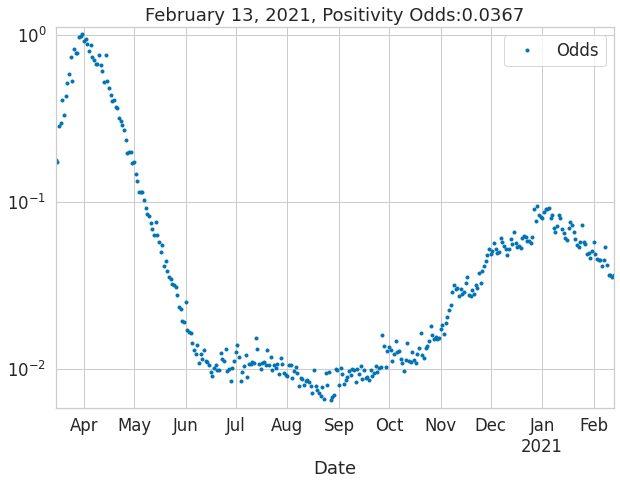 February 13, 2021, Positivity Odds:0.0367
Odds
10⁰
10⁻¹
10⁻²
Apr May Jun Jul Aug Sep Oct Nov Dec Jan Feb
2021
Date